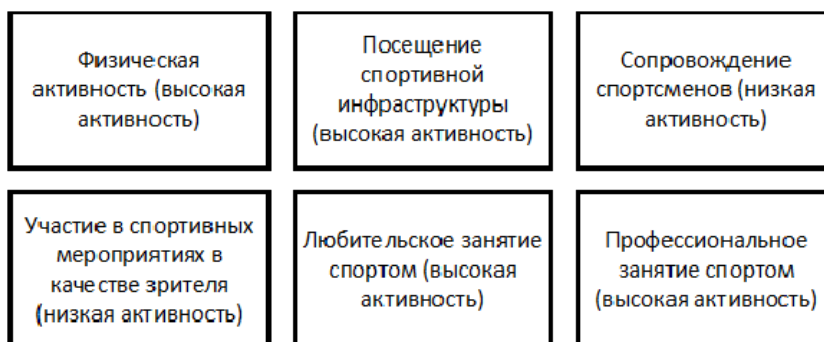 Физическая
активность (высокая
активность)
Посещение
спортивной
инфраструктуры
(высокая активность)
Сопровождение
спортсменов (низкая
активность)
Участие в спортивных
мероприятиях в
качестве зрителя
(низкая активность)
Любительское занятие
спортом (высокая
активность)
Профессиональное
занятие спортом
(высокая активность)